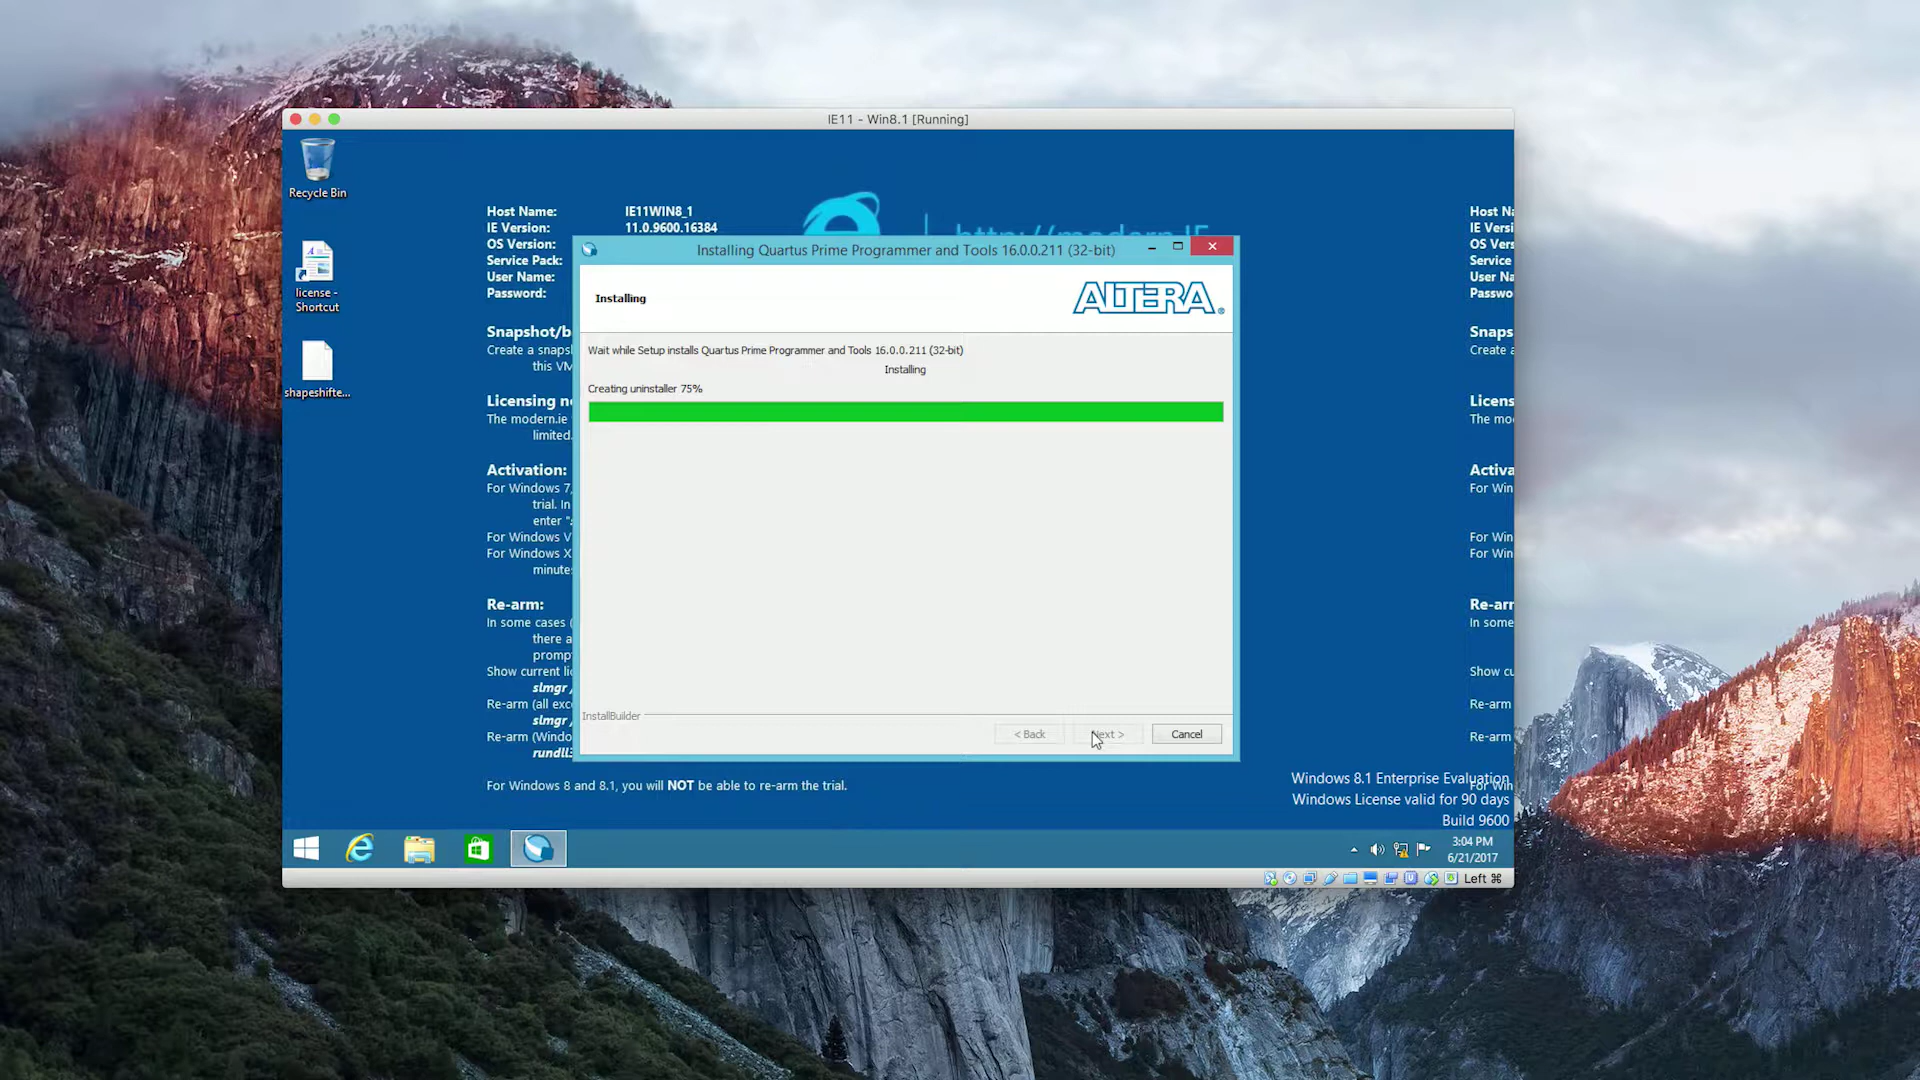 IE11 - Win8.1 [Running]
Recycle Bin
license -
Shortcut
shapeshifte...
Host Name: IE11WIN8_1
IE Version: 11.0.9600.16384
OS Version:
Service Pack:
User Name:
Password:
Snapshot/b
Create a snaps
this VM
Licensing n
The modern.ie
limited.
Activation:
For Windows 7,
trial. In
enter "
For Windows V
For Windows X
minute
Re-arm:
In some cases (
there a
promp
Show current li
slmgr /
Re-arm (all exc
slmgr /
Re-arm (Windo
rundll3
For Windows 8 and 8.1, you will NOT be able to re-arm the trial.
Installing Quartus Prime Programmer and Tools 16.0.0.211 (32-bit)
Installing
ALTERA®
Wait while Setup installs Quartus Prime Programmer and Tools 16.0.0.211 (32-bit)
Installing
Creating uninstaller 75%
InstallBuilder
< Back
Next >
Cancel
Host N
IE Vers
OS Vers
Service
User Na
Passwo
Snaps
Create a
Licens
The mo
Activa
For Win
For Win
For Win
Re-arm
In some
Show cu
Re-arm
Re-arm
For Win
Windows 8.1 Enterprise Evaluation
Windows License valid for 90 days
Build 9600
3:04 PM
6/21/2017
Left ⌘